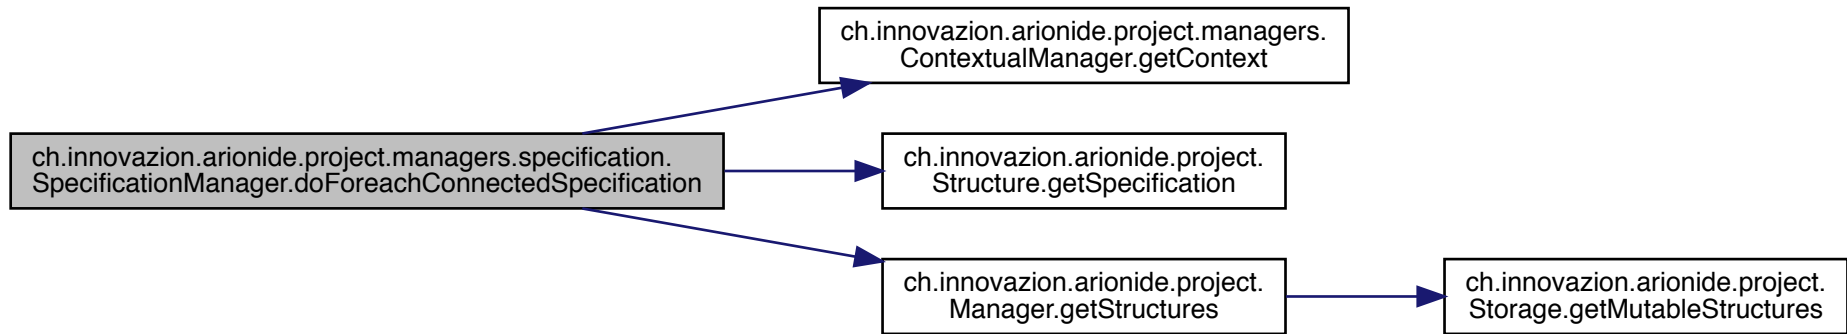 ch.innovazion.arionide.project.managers.
ContextualManager.getContext
ch.innovazion.arionide.project.managers.specification.
SpecificationManager.doForeachConnectedSpecification
ch.innovazion.arionide.project.
Structure.getSpecification
ch.innovazion.arionide.project.
Manager.getStructures
ch.innovazion.arionide.project.
Storage.getMutableStructures